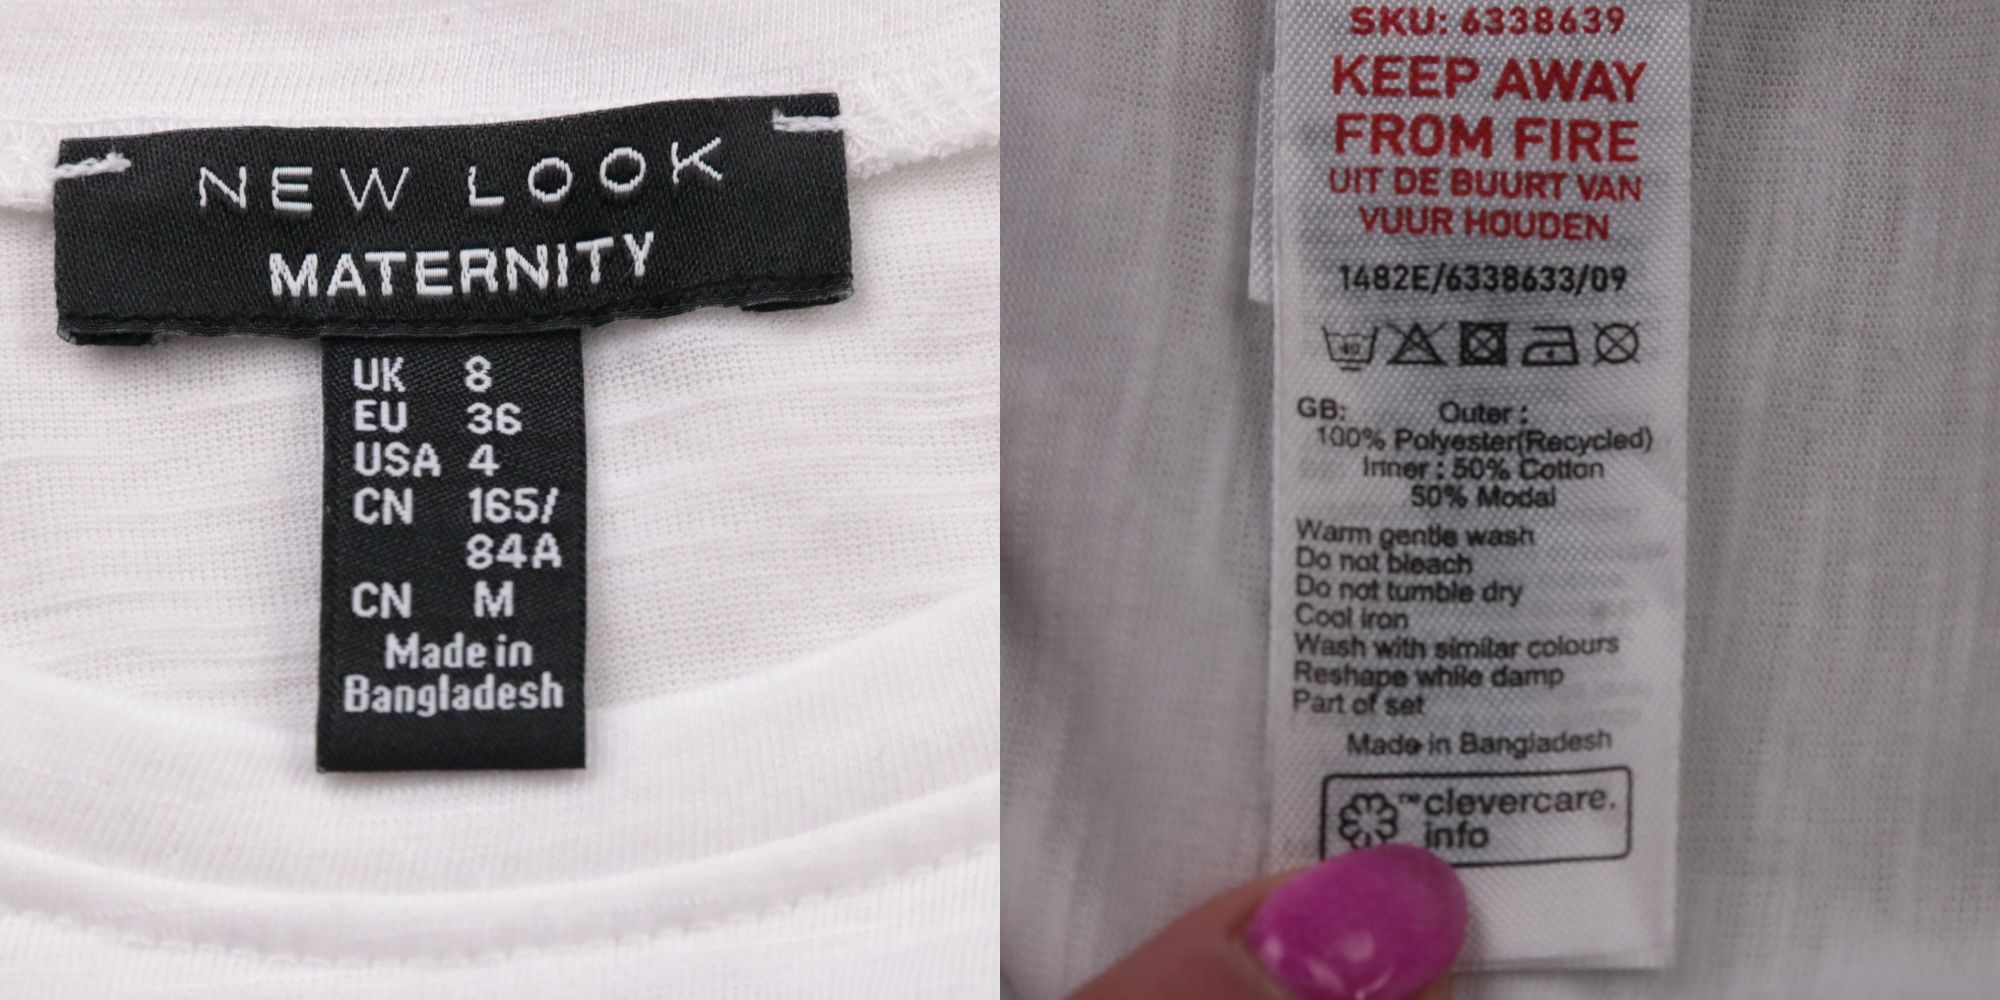 NEW LOOK
MATERNITY
UK 8
EU 36
USA 4
CN 165/
84A
CN M
Made in
Bangladesh
SKU: 6338639
KEEP AWAY
FROM FIRE
UIT DE BUURT VAN
VUUR HOUDEN
1482E/6338633/09
40
GB: Outer :
100% Polyester(Recycled)
Inner : 50% Cotton
50% Modal
Warm gentle wash
Do not bleach
Do not tumble dry
Cool iron
Wash with similar colours
Reshape while damp
Part of set
Made in Bangladesh
™clevercare.
info